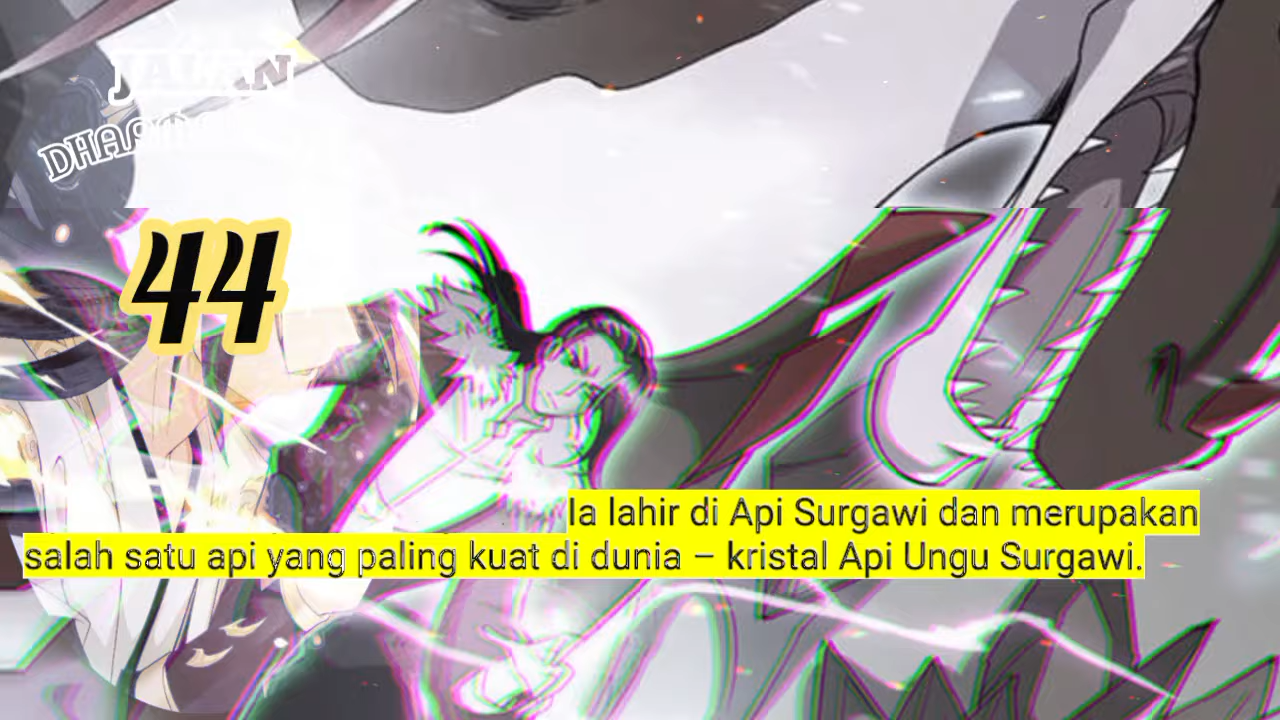 JALAN
44
Ia lahir di Api Surgawi dan merupakan
salah satu api yang paling kuat di dunia – kristal Api Ungu Surgawi.